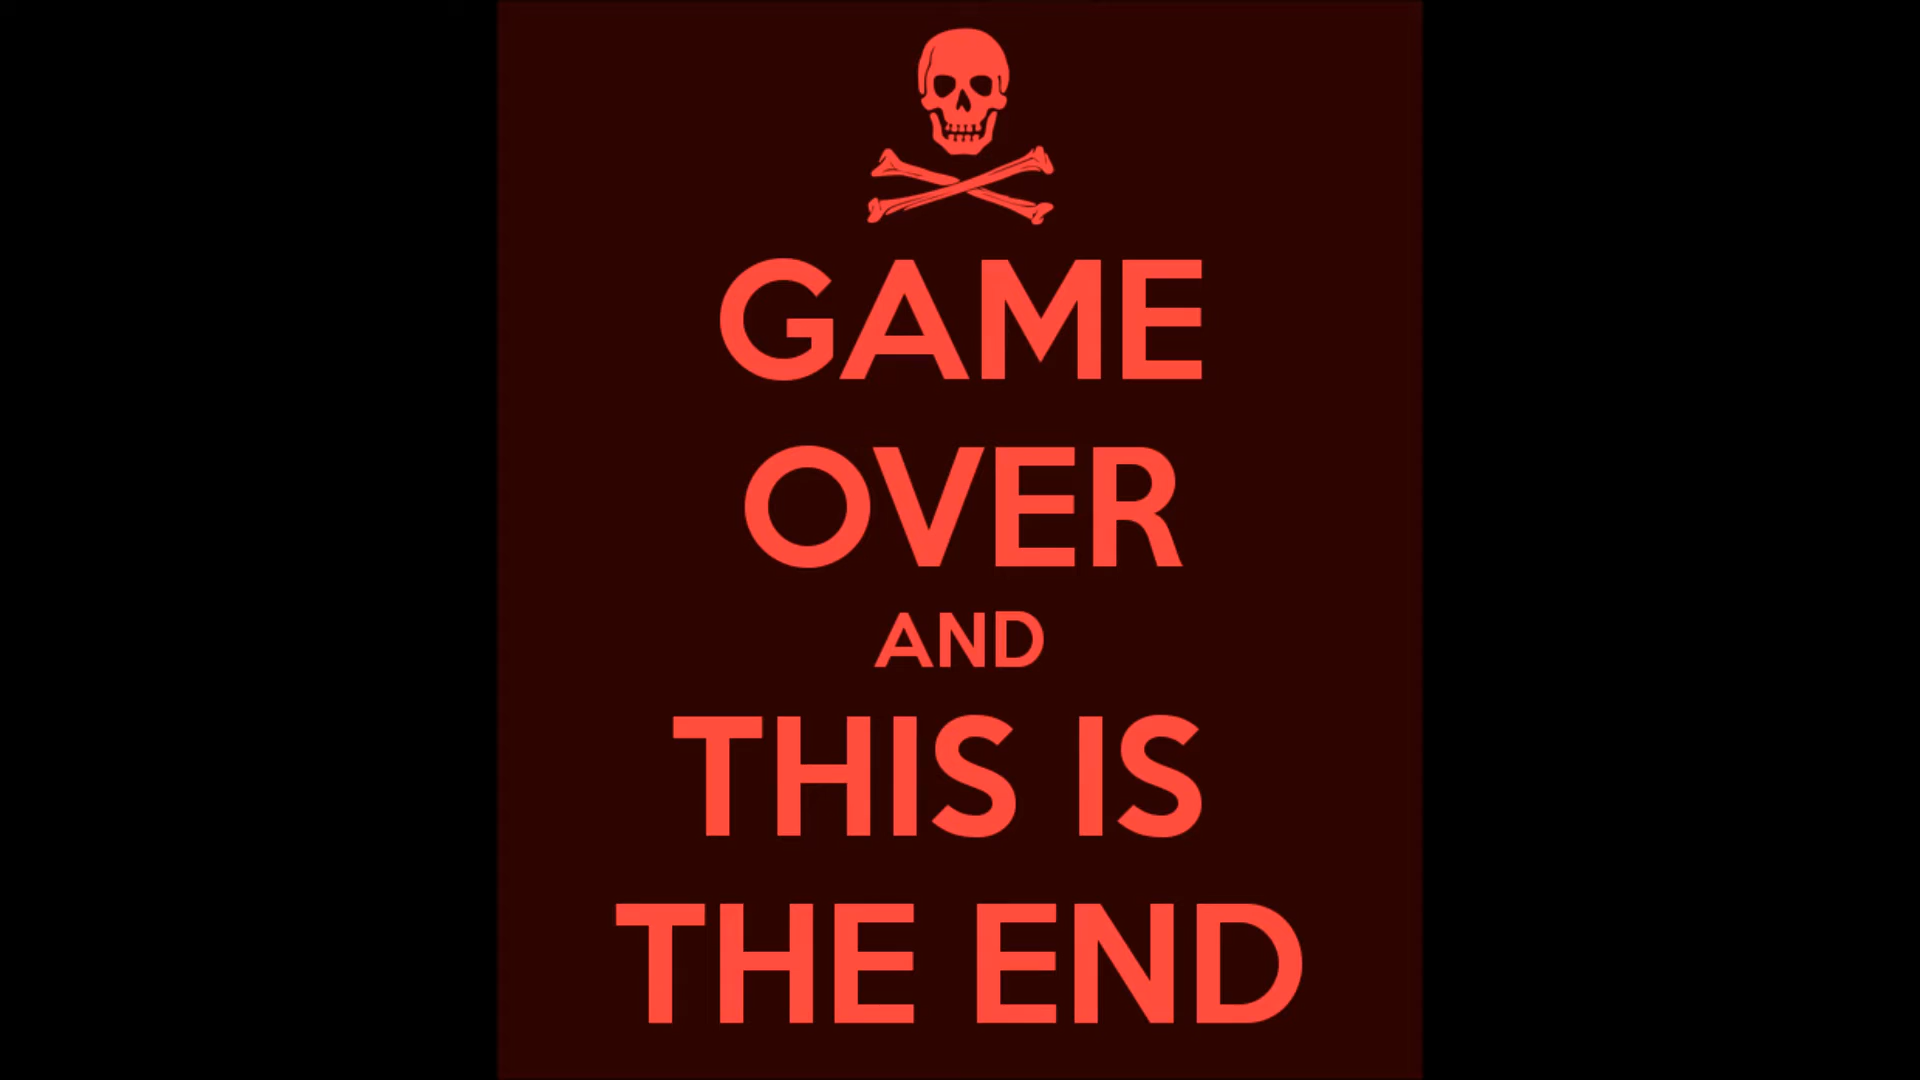 GAME
OVER
AND
THIS IS
THE END